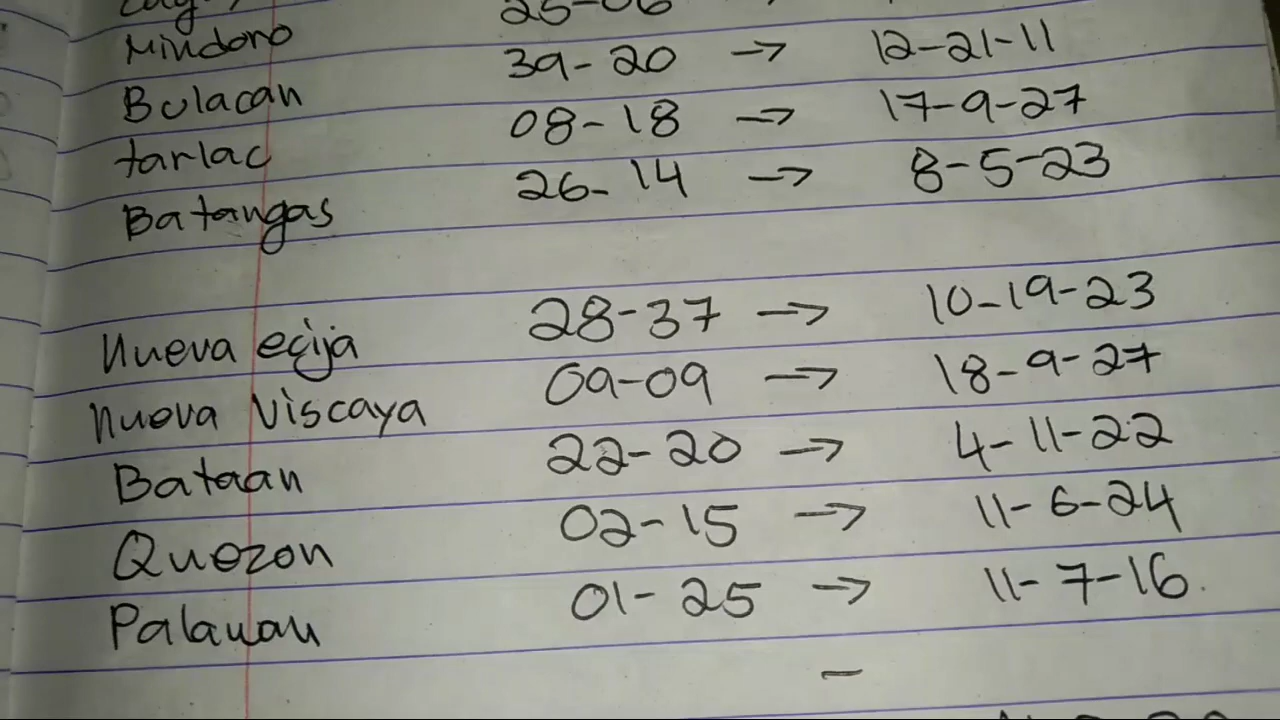 Mindoro 25-06
Bulacan 39-20 → 12-21-11
tarlac 08-18 → 17-9-27
Batangas 26-14 → 8-5-23
Nueva ecija 28-37 → 10-19-23
Nueva Viscaya 09-09 → 18-9-27
Bataan 22-20 → 4-11-22
Quezon 02-15 → 11-6-24
Palawan 01-25 → 11-7-16
—